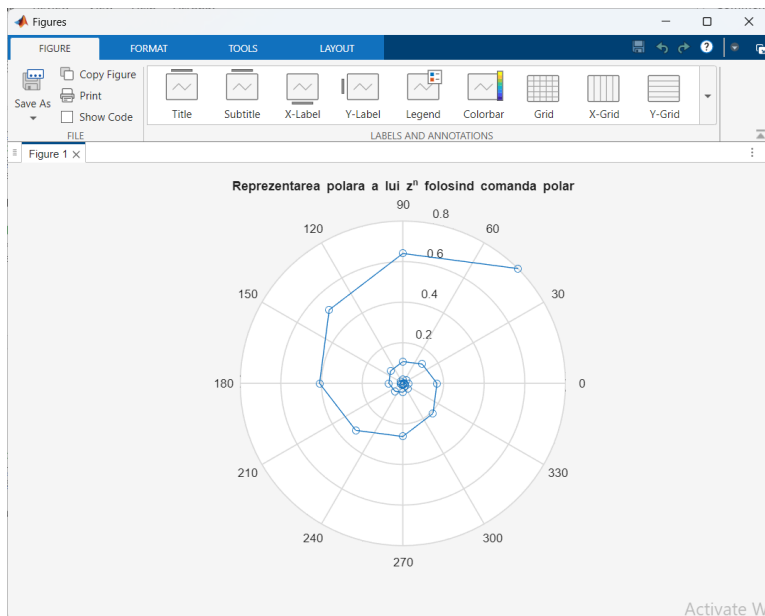 Figures
FIGURE FORMAT TOOLS LAYOUT
Save As
Copy Figure
Print
Show Code
FILE
Title Subtitle X-Label Y-Label Legend Colorbar Grid X-Grid Y-Grid
LABELS AND ANNOTATIONS
Figure 1
Reprezentarea polara a lui zⁿ folosind comanda polar
90
0.8
120
60
0.6
150
0.4
30
0.2
180
0
210
330
240
300
270
Activate W